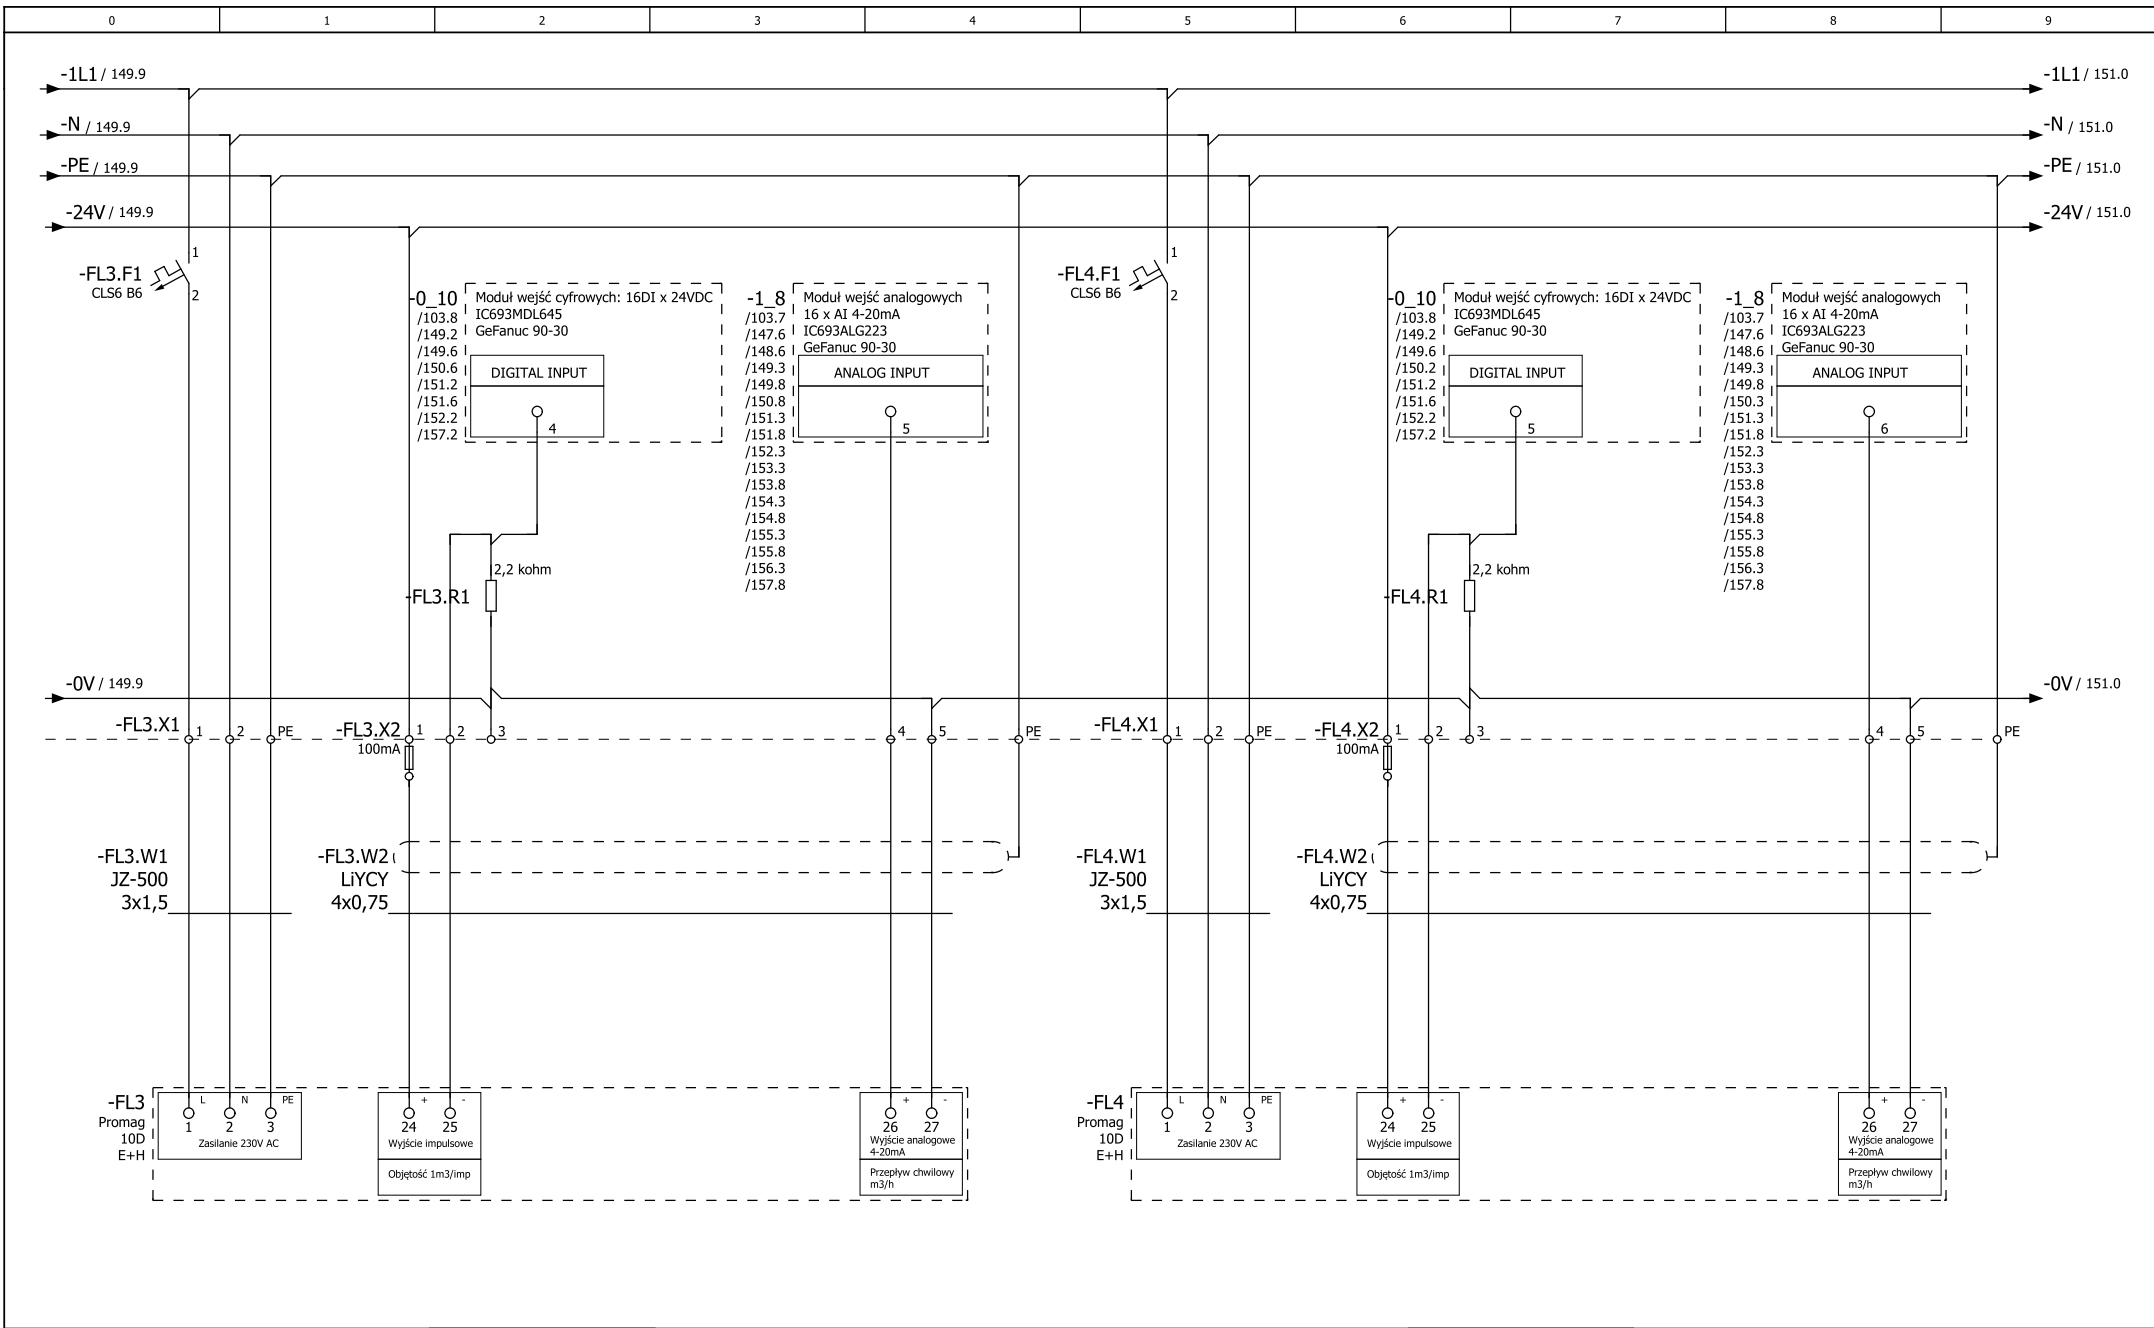 0 1 2 3 4 5 6 7 8 9
-1L1 / 149.9
-1L1 / 151.0
-N / 149.9
-N / 151.0
-PE / 149.9
-PE / 151.0
-24V / 149.9
-24V / 151.0
1
-FL3.F1
CLS6 B6
2
-0_10
/103.8
/149.2
/149.6
/150.6
/151.2
/151.6
/152.2
/157.2
Moduł wejść cyfrowych: 16DI x 24VDC
IC693MDL645
GeFanuc 90-30
DIGITAL INPUT
4
-1_8
/103.7
/147.6
/148.6
/149.3
/149.8
/150.8
/151.3
/151.8
/152.3
/153.3
/153.8
/154.3
/154.8
/155.3
/155.8
/156.3
/157.8
Moduł wejść analogowych
16 x AI 4-20mA
IC693ALG223
GeFanuc 90-30
ANALOG INPUT
5
1
-FL4.F1
CLS6 B6
2
-0_10
/103.8
/149.2
/149.6
/150.2
/151.2
/151.6
/152.2
/157.2
Moduł wejść cyfrowych: 16DI x 24VDC
IC693MDL645
GeFanuc 90-30
DIGITAL INPUT
5
-1_8
/103.7
/147.6
/148.6
/149.3
/149.8
/150.3
/151.3
/151.8
/152.3
/153.3
/153.8
/154.3
/154.8
/155.3
/155.8
/156.3
/157.8
Moduł wejść analogowych
16 x AI 4-20mA
IC693ALG223
GeFanuc 90-30
ANALOG INPUT
6
2,2 kohm
-FL3.R1
2,2 kohm
-FL4.R1
-0V / 149.9
-0V / 151.0
-FL3.X1 1 2 PE
-FL3.X2 1 2 3 4 5 PE
100mA
-FL4.X1 1 2 PE
-FL4.X2 1 2 3 4 5 PE
100mA
-FL3.W1
JZ-500
3x1,5
-FL3.W2
LiYCY
4x0,75
-FL4.W1
JZ-500
3x1,5
-FL4.W2
LiYCY
4x0,75
-FL3
Promag
10D
E+H
L N PE
1 2 3
Zasilanie 230V AC
+ -
24 25
Wyjście impulsowe
Objętość 1m3/imp
+ -
26 27
Wyjście analogowe
4-20mA
Przepływ chwilowy
m3/h
-FL4
Promag
10D
E+H
L N PE
1 2 3
Zasilanie 230V AC
+ -
24 25
Wyjście impulsowe
Objętość 1m3/imp
+ -
26 27
Wyjście analogowe
4-20mA
Przepływ chwilowy
m3/h